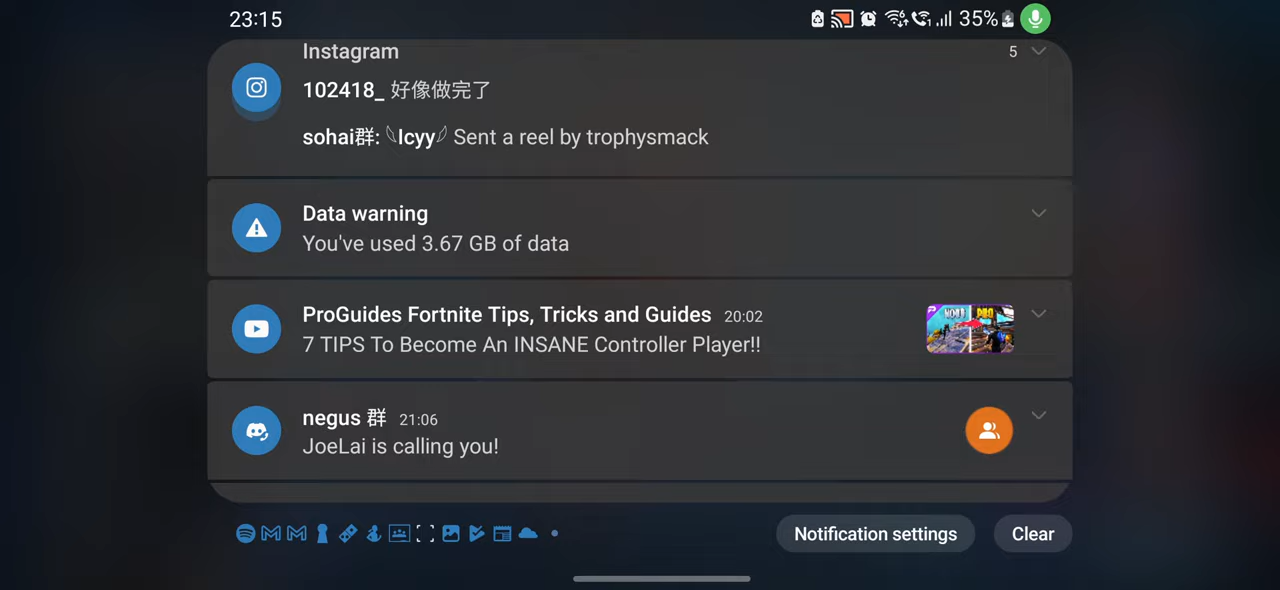 23:15
35%
Instagram
5
102418_ 好像做完了
sohai群: Icyy Sent a reel by trophysmack
Data warning
You've used 3.67 GB of data
ProGuides Fortnite Tips, Tricks and Guides 20:02
7 TIPS To Become An INSANE Controller Player!!
PRO
negus 群 21:06
JoeLai is calling you!
Notification settings
Clear